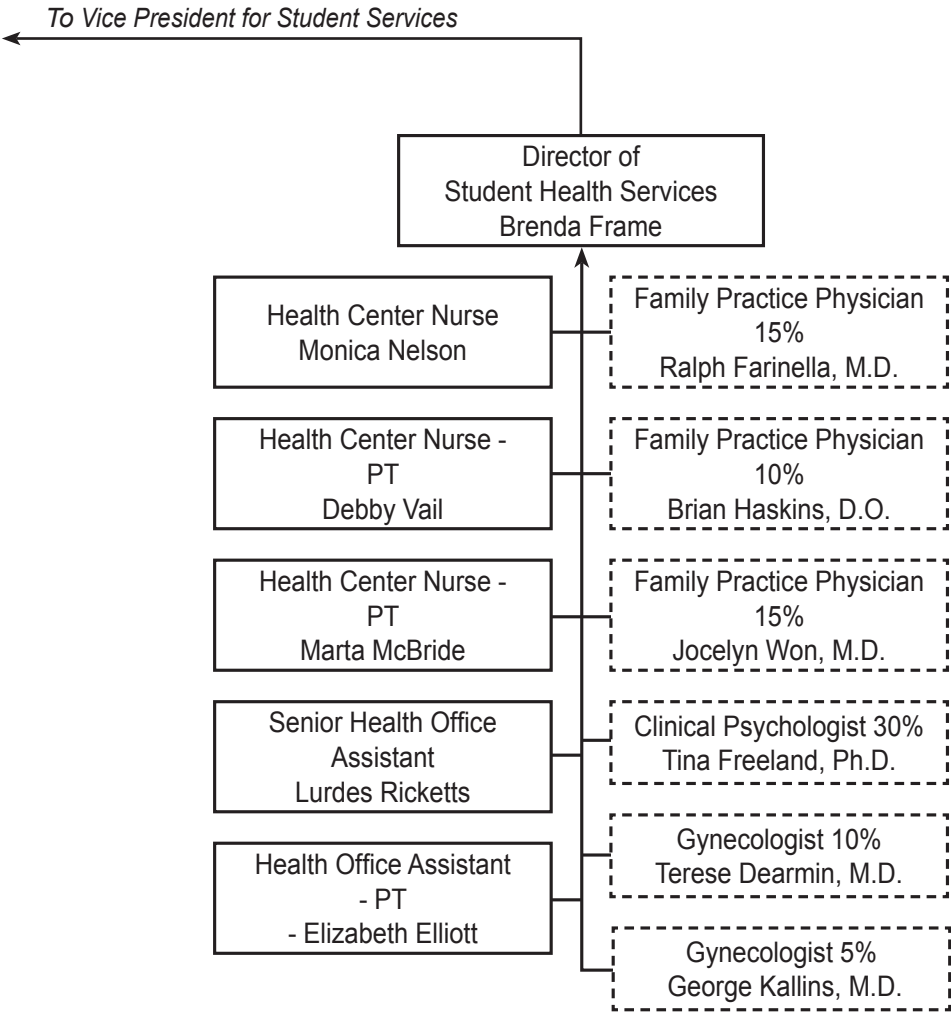 To Vice President for Student Services
Director of
Student Health Services
Brenda Frame
Health Center Nurse
Monica Nelson
Family Practice Physician
15%
Ralph Farinella, M.D.
Health Center Nurse -
PT
Debby Vail
Family Practice Physician
10%
Brian Haskins, D.O.
Health Center Nurse -
PT
Marta McBride
Family Practice Physician
15%
Jocelyn Won, M.D.
Senior Health Office
Assistant
Lurdes Ricketts
Clinical Psychologist 30%
Tina Freeland, Ph.D.
Health Office Assistant
- PT
- Elizabeth Elliott
Gynecologist 10%
Terese Dearmin, M.D.
Gynecologist 5%
George Kallins, M.D.